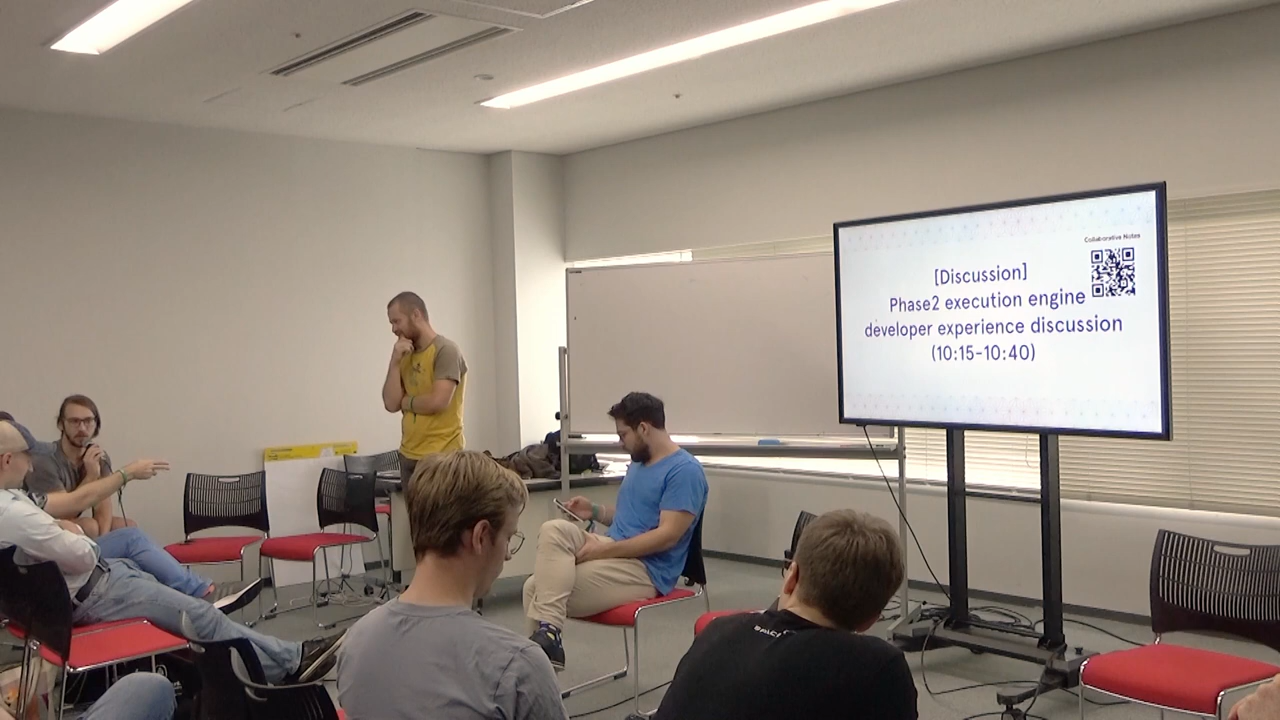 Collaborative Notes
[Discussion]
Phase2 execution engine
developer experience discussion
(10:15-10:40)